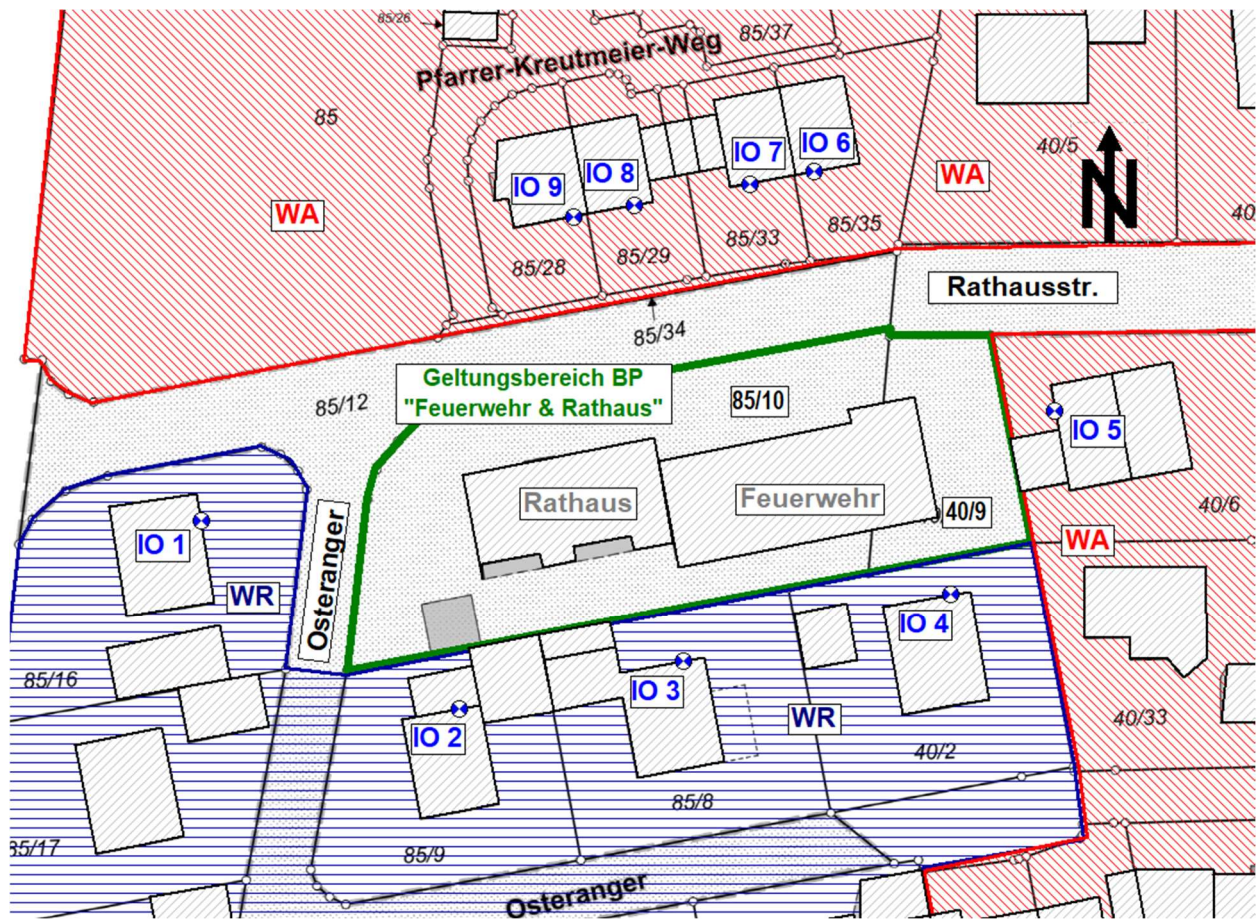 85/26
85/37
Pfarrer-Kreutmeier-Weg
85
40/5
N
IO 7
IO 6
IO 9
IO 8
WA
WA
40
85/28
85/29
85/33
85/35
Rathausstr.
85/34
Geltungsbereich BP
"Feuerwehr & Rathaus"
85/12
85/10
IO 5
Rathaus
Feuerwehr
40/9
40/6
IO 1
WA
WR
Osteranger
IO 4
85/16
IO 3
IO 2
WR
40/33
40/2
85/8
85/17
85/9
Osteranger